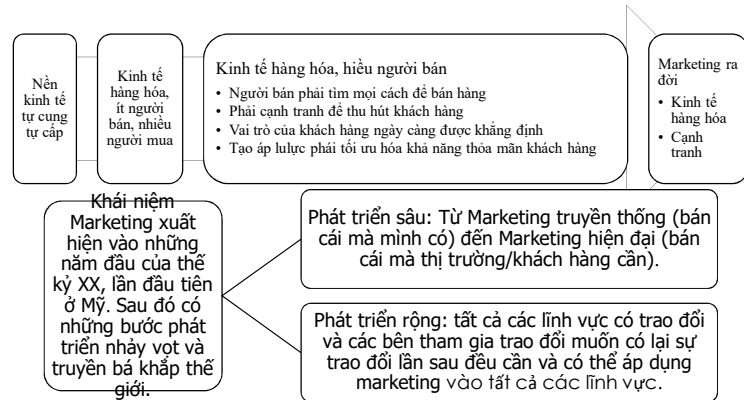 Nền
kinh tế
tự cung
tự cấp
Kinh tế
hàng hóa,
ít người
bán, nhiều
người mua
Kinh tế hàng hóa, hiều người bán
• Người bán phải tìm mọi cách để bán hàng
• Phải cạnh tranh để thu hút khách hàng
• Vai trò của khách hàng ngày càng được khẳng định
• Tạo áp lulực phái tối ưu hóa khả năng thỏa mãn khách hàng
Marketing ra
đời
• Kinh tế
hàng hóa
• Cạnh
tranh
Khái niệm
Marketing xuất
hiện vào những
năm đầu của thế
kỷ XX, lần đầu tiên
ở Mỹ. Sau đó có
những bước phát
triển nhảy vọt và
truyền bá khắp thế
giới.
Phát triển sâu: Từ Marketing truyền thống (bán
cái mà mình có) đến Marketing hiện đại (bán
cái mà thị trường/khách hàng cần).
Phát triển rộng: tất cả các lĩnh vực có trao đổi
và các bên tham gia trao đổi muốn có lại sự
trao đổi lần sau đều cần và có thể áp dụng
marketing vào tất cả các lĩnh vực.